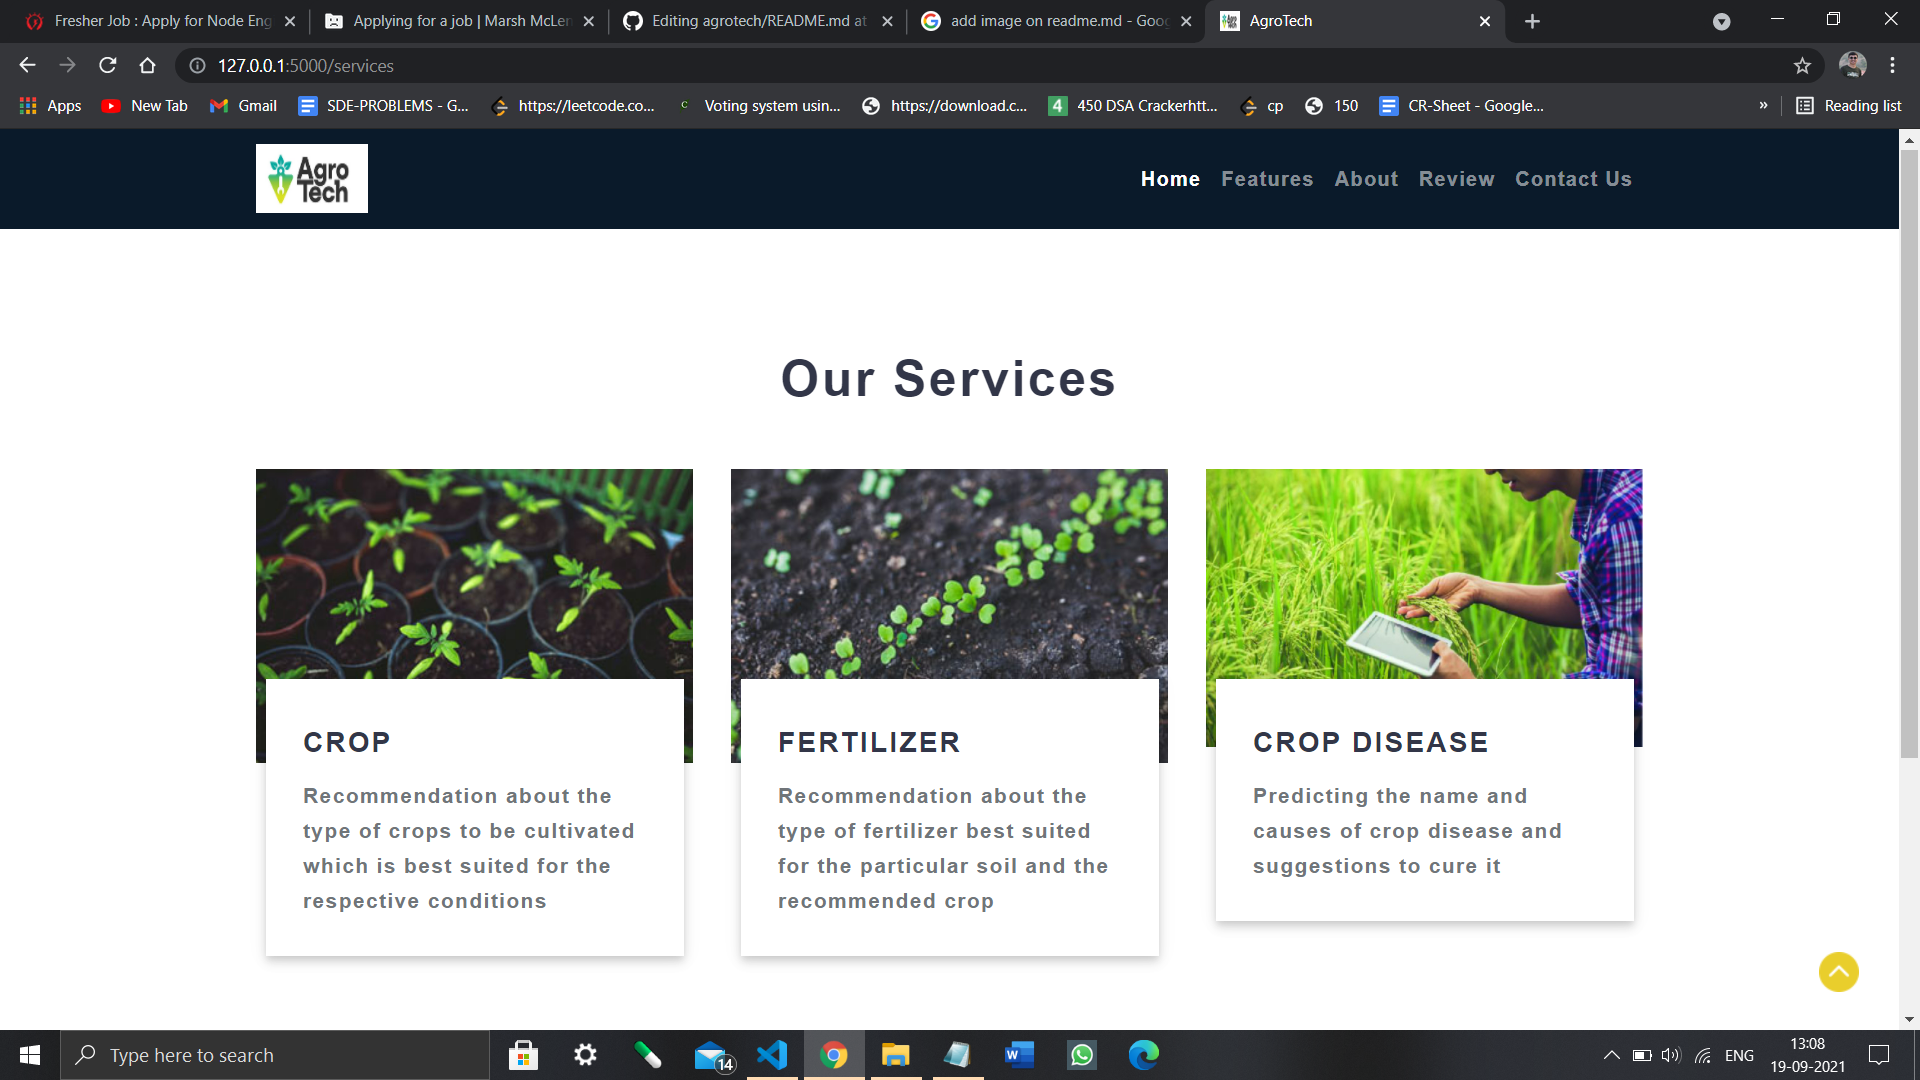 Fresher Job : Apply for Node Eng
Applying for a job | Marsh McLen
Editing agrotech/README.md at
add image on readme.md - Goog
AgroTech
127.0.0.1:5000/services
Apps
New Tab
Gmail
SDE-PROBLEMS - G...
https://leetcode.co...
Voting system usin...
https://download.c...
450 DSA Crackerhtt...
cp
150
CR-Sheet - Google...
»
Reading list
Agro
Tech
Home Features About Review Contact Us
Our Services
CROP
Recommendation about the
type of crops to be cultivated
which is best suited for the
respective conditions
FERTILIZER
Recommendation about the
type of fertilizer best suited
for the particular soil and the
recommended crop
CROP DISEASE
Predicting the name and
causes of crop disease and
suggestions to cure it
Type here to search
14
ENG
13:08
19-09-2021